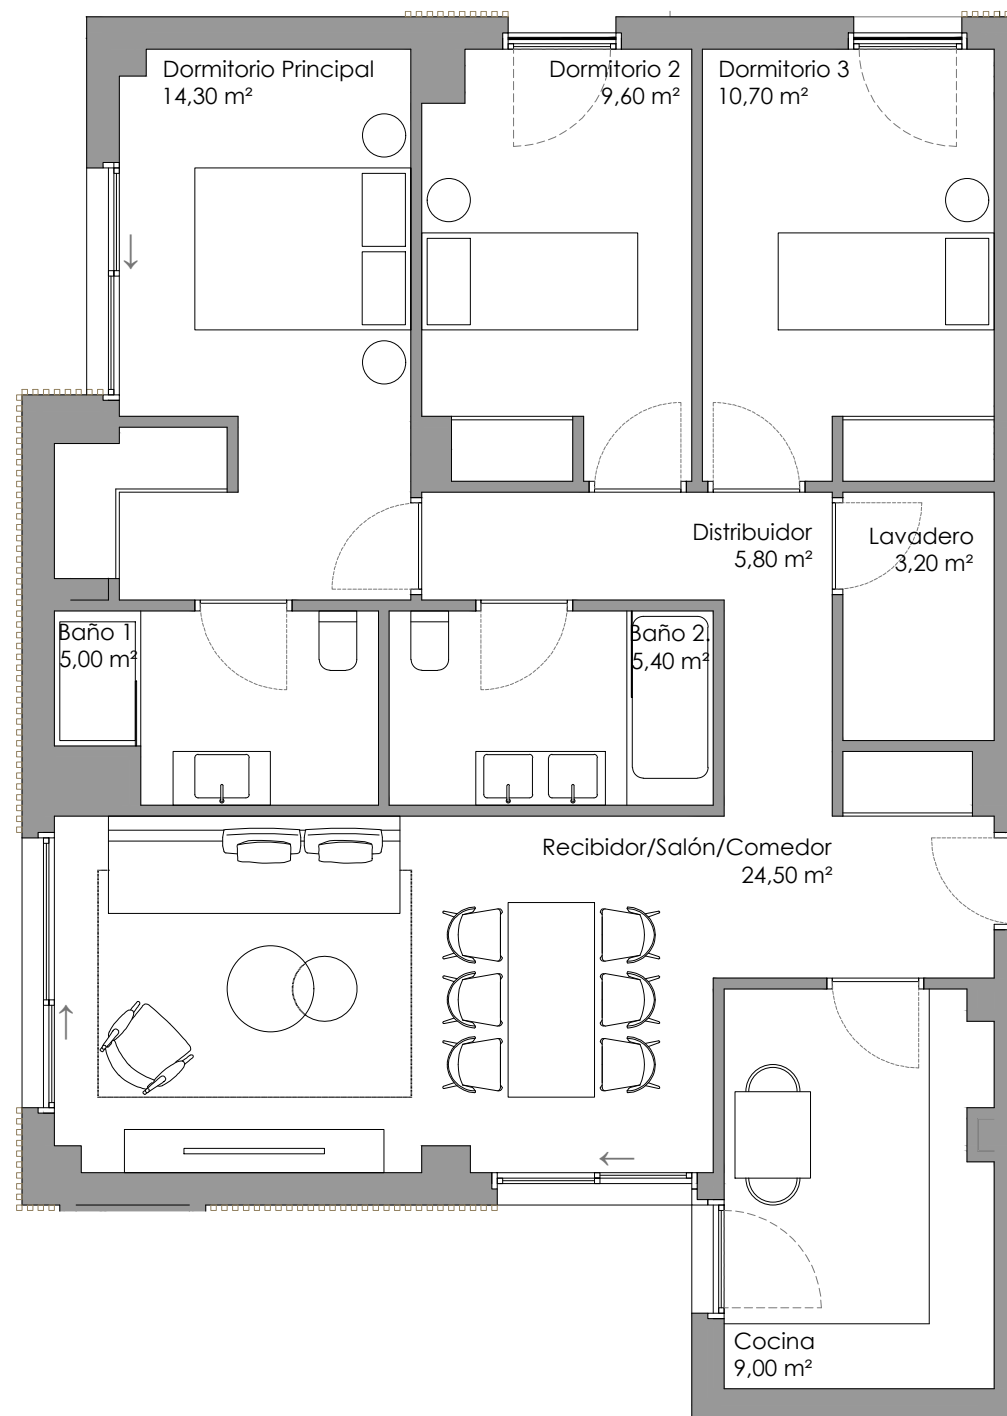 Dormitorio Principal
14,30 m²
Dormitorio 2
9,60 m²
Dormitorio 3
10,70 m²
Distribuidor
5,80 m²
Lavadero
3,20 m²
Baño 1
5,00 m²
Baño 2.
5,40 m²
Recibidor/Salón/Comedor
24,50 m²
Cocina
9,00 m²